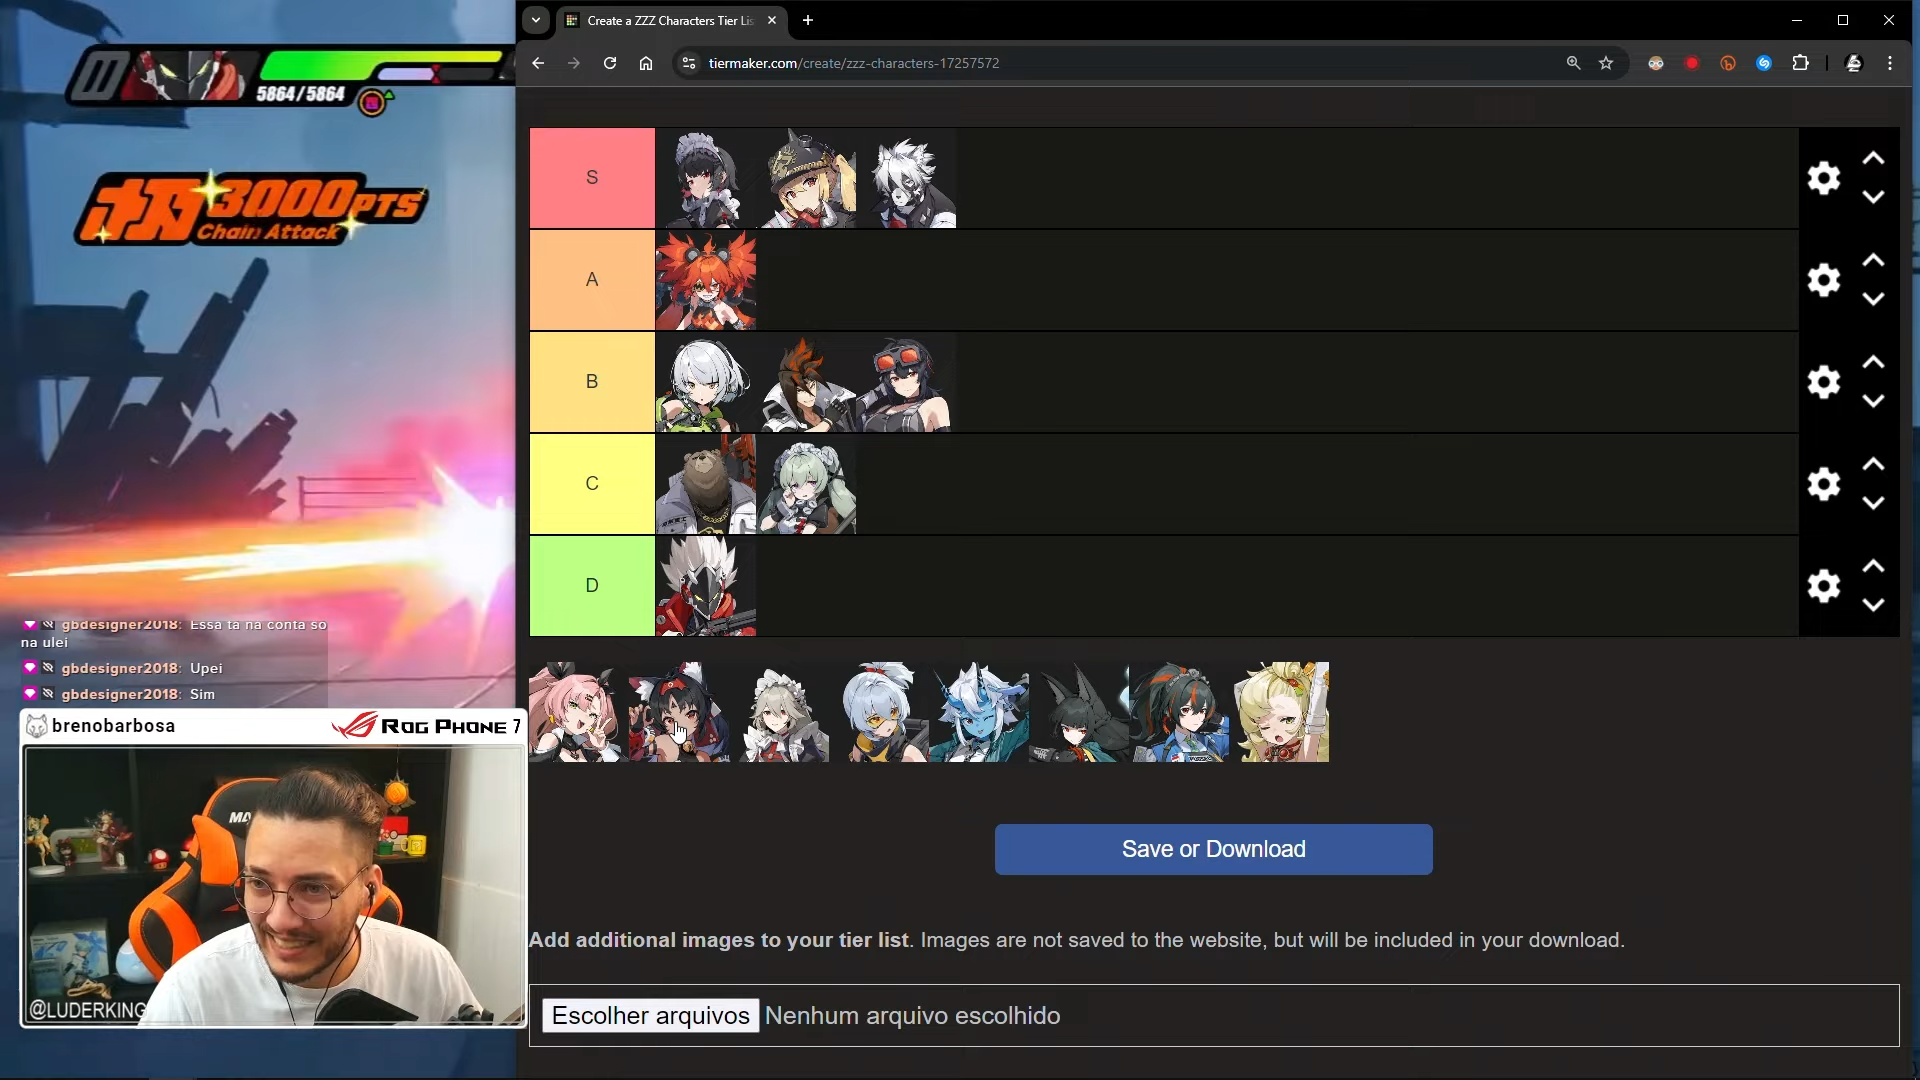 Create a ZZZ Characters Tier Lis
tiermaker.com/create/zzz-characters-17257572
5864/5864
3000PTS
Chain Attack
S
A
B
C
D
gbdesigner2018: Essa ta na conta so
na ulei
gbdesigner2018: Upei
gbdesigner2018: Sim
brenobarbosa
ROG PHONE 7
@LUDERKING
Save or Download
Add additional images to your tier list. Images are not saved to the website, but will be included in your download.
Escolher arquivos Nenhum arquivo escolhido